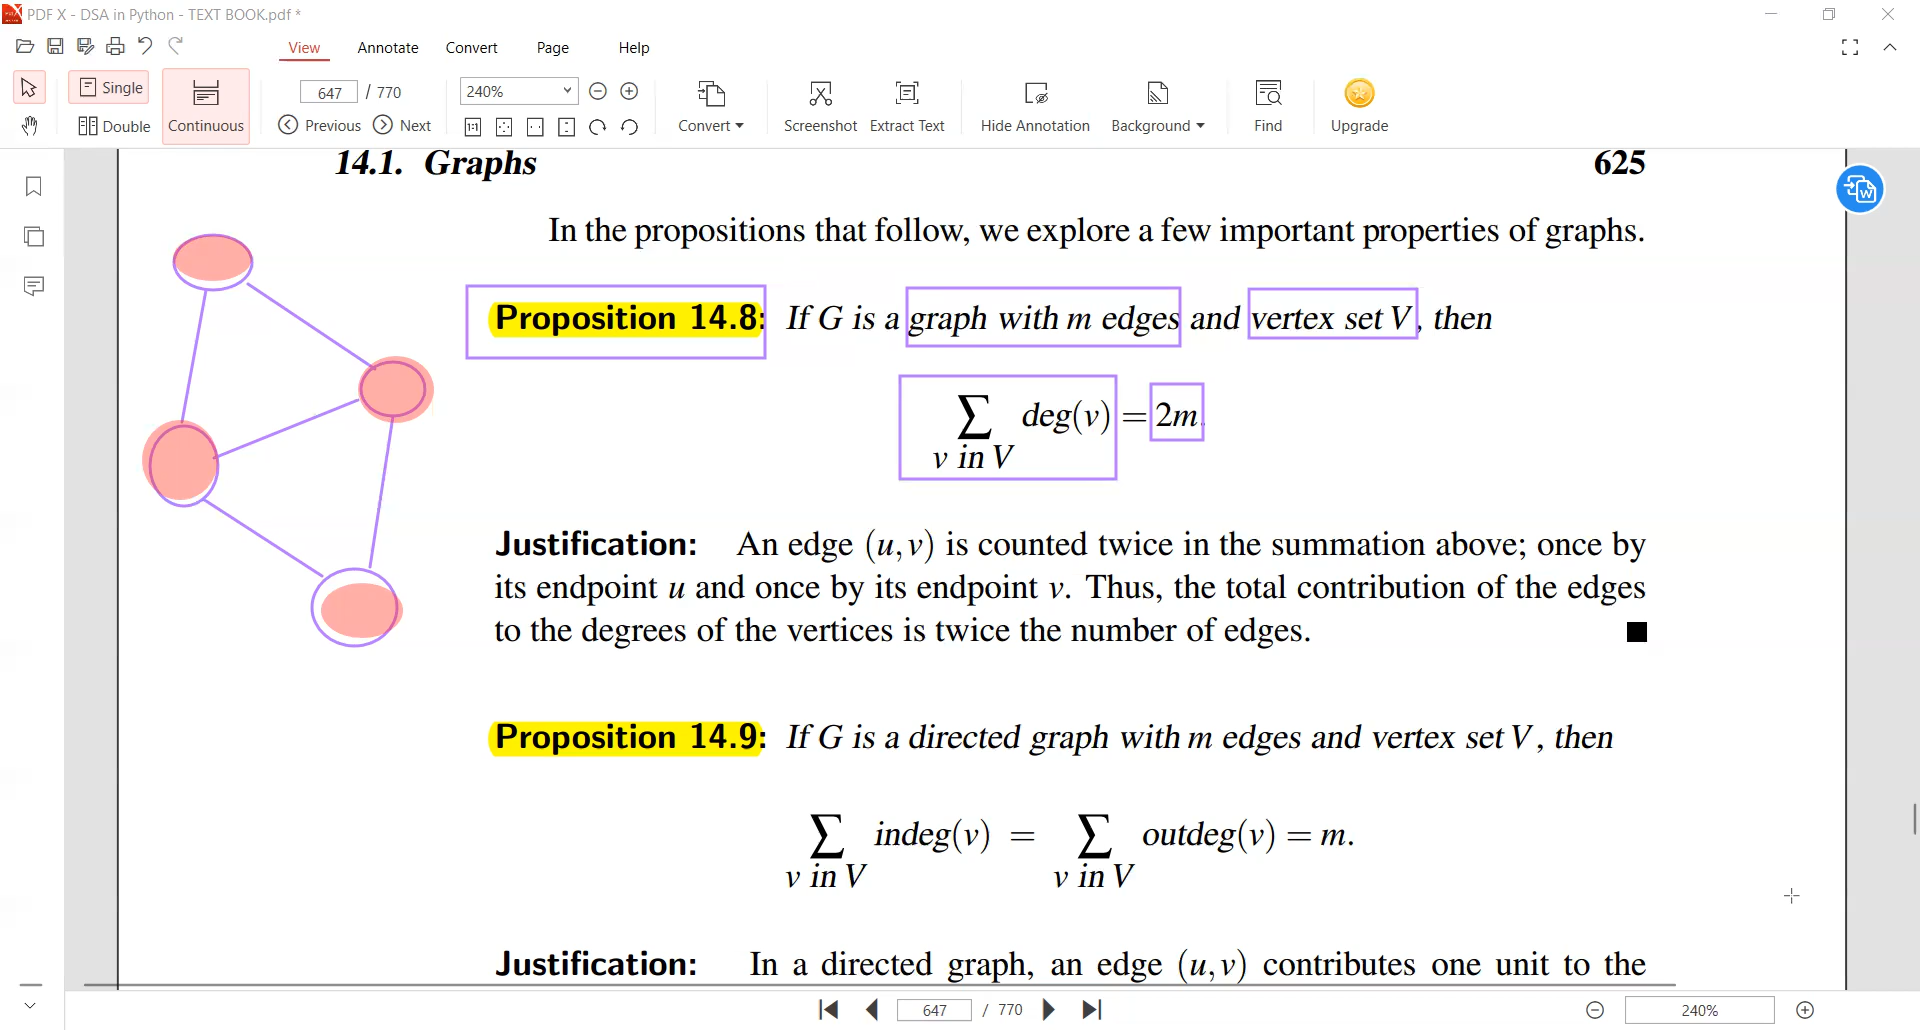 PDF X - DSA in Python - TEXT BOOK.pdf *
View Annotate Convert Page Help
Single
Double
Continuous
647 / 770
Previous Next
240%
1:1
Convert
Screenshot
Extract Text
Hide Annotation
Background
Find
Upgrade
14.1. Graphs 625
In the propositions that follow, we explore a few important properties of graphs.
Proposition 14.8: If G is a graph with m edges and vertex set V, then
∑ deg(v) = 2m.
v in V
Justification: An edge (u,v) is counted twice in the summation above; once by
its endpoint u and once by its endpoint v. Thus, the total contribution of the edges
to the degrees of the vertices is twice the number of edges. ■
Proposition 14.9: If G is a directed graph with m edges and vertex set V, then
∑ indeg(v) = ∑ outdeg(v) = m.
v in V v in V
Justification: In a directed graph, an edge (u,v) contributes one unit to the
647 / 770
240%